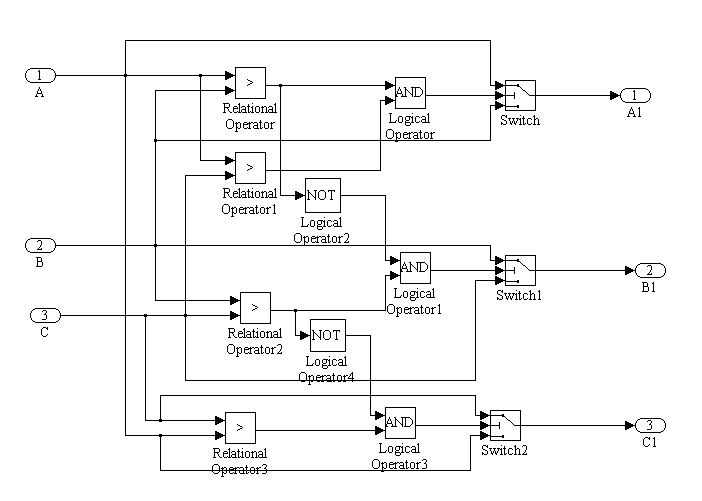 1
A
>
Relational
Operator
AND
Logical
Operator
Switch
1
A1
>
Relational
Operator1
NOT
Logical
Operator2
2
B
AND
Logical
Operator1
Switch1
2
B1
3
C
>
Relational
Operator2
NOT
Logical
Operator4
>
Relational
Operator3
AND
Logical
Operator3
Switch2
3
C1